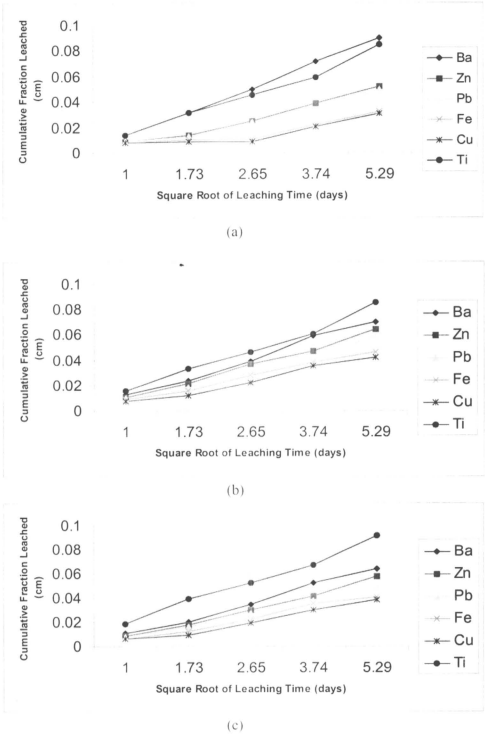 0.1
0.08
0.06
0.04
0.02
0
Cumulative Fraction Leached
(cm)
1 1.73 2.65 3.74 5.29
Square Root of Leaching Time (days)
Ba
Zn
Pb
Fe
Cu
Ti
(a)
0.1
0.08
0.06
0.04
0.02
0
Cumulative Fraction Leached
(cm)
1 1.73 2.65 3.74 5.29
Square Root of Leaching Time (days)
Ba
Zn
Pb
Fe
Cu
Ti
(b)
0.1
0.08
0.06
0.04
0.02
0
Cumulative Fraction Leached
(cm)
1 1.73 2.65 3.74 5.29
Square Root of Leaching Time (days)
Ba
Zn
Pb
Fe
Cu
Ti
(c)